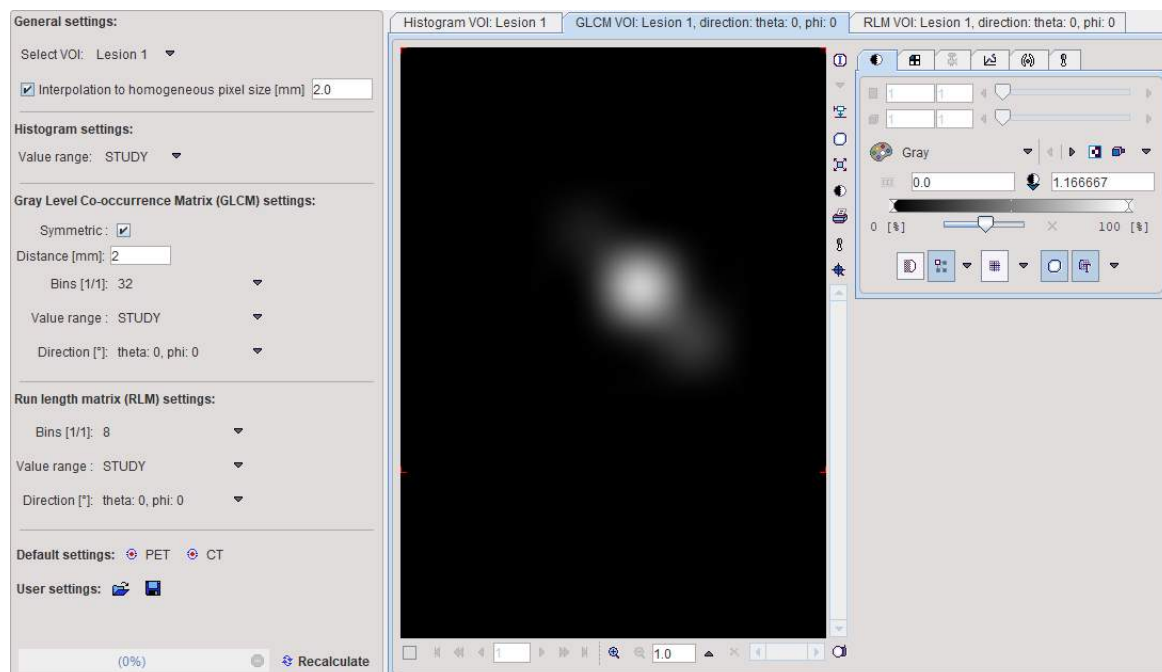 General settings:
Select VOI: Lesion 1
Interpolation to homogeneous pixel size [mm] 2.0
Histogram settings:
Value range: STUDY
Gray Level Co-occurrence Matrix (GLCM) settings:
Symmetric :
Distance [mm]: 2
Bins [1/1]: 32
Value range : STUDY
Direction [°]: theta: 0, phi: 0
Run length matrix (RLM) settings:
Bins [1/1]: 8
Value range : STUDY
Direction [°]: theta: 0, phi: 0
Default settings: PET CT
User settings:
(0%) Recalculate
Histogram VOI: Lesion 1 GLCM VOI: Lesion 1, direction: theta: 0, phi: 0 RLM VOI: Lesion 1, direction: theta: 0, phi: 0
1 1
1 1
Gray
0.0 1.166667
0 [%] 100 [%]
1 1.0